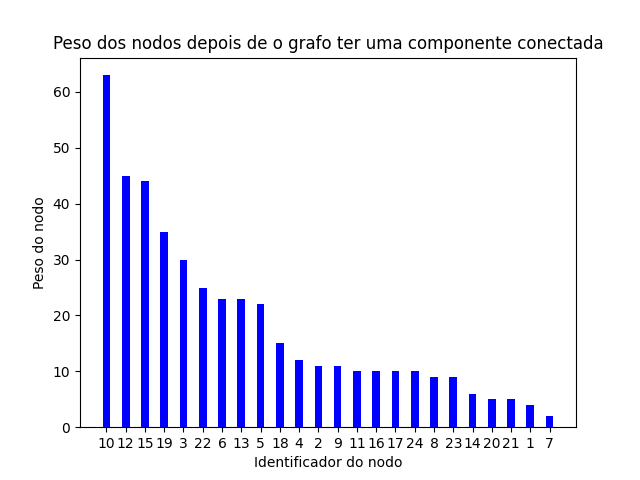 Peso dos nodos depois de o grafo ter uma componente conectada
Peso do nodo
60
50
40
30
20
10
0
10 12 15 19 3 22 6 13 5 18 4 2 9 11 16 17 24 8 23 14 20 21 1 7
Identificador do nodo